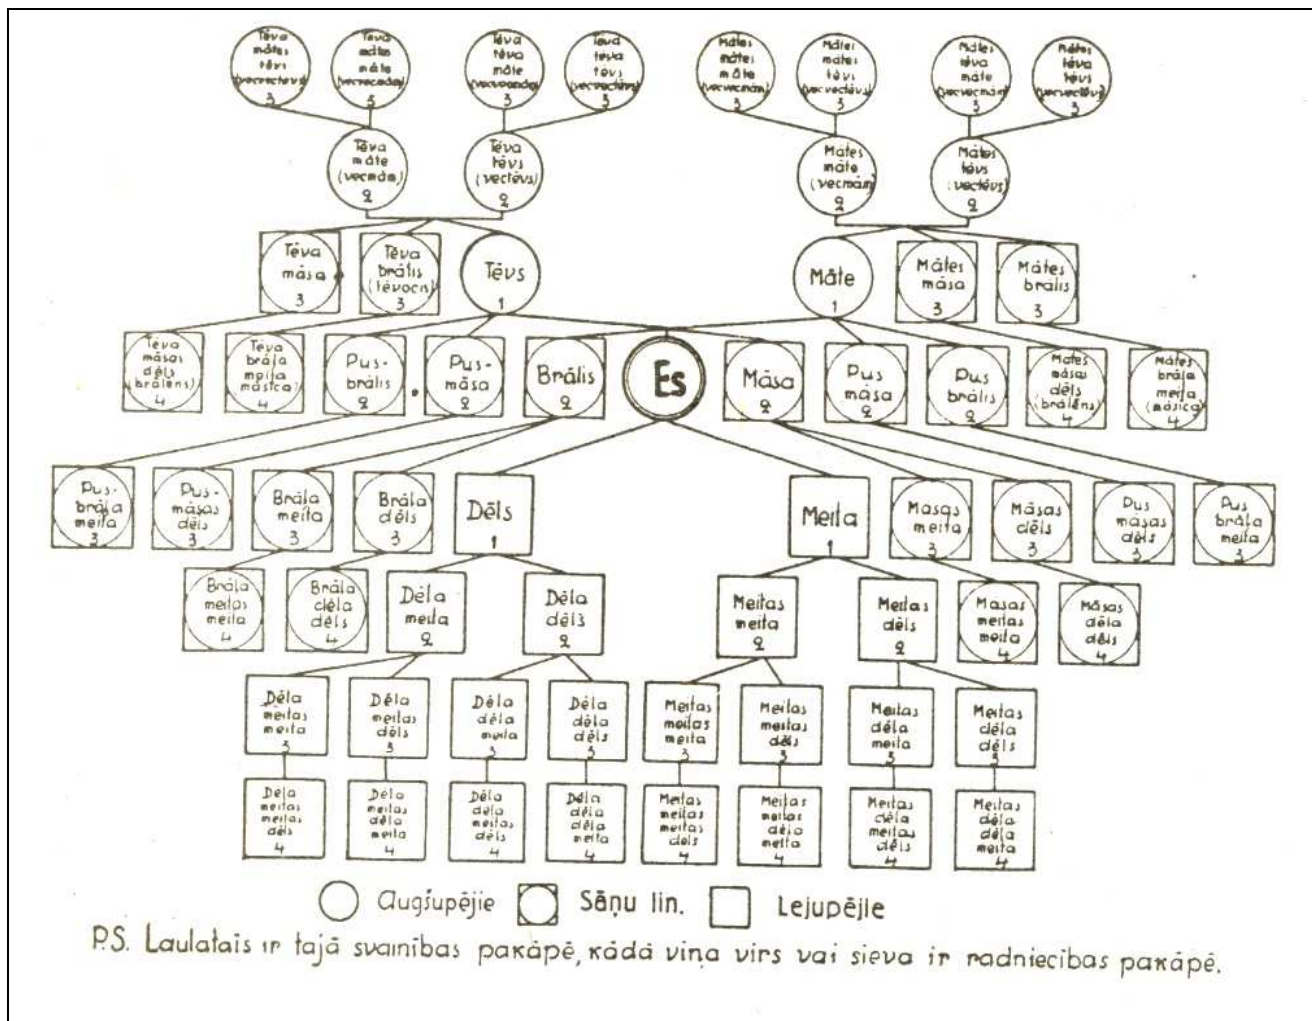 Tēva
mātes
tēvs
(vecvectēvs)
3
Tēva
mātes
māte
(vecvecmām)
3
Tēva
tēva
māte
(vecvecmām)
3
Tēva
tēva
tēvs
(vecvectēvs)
3
Mātes
mātes
māte
(vecvecmām)
3
Mātes
mātes
tēvs
(vecvectēvs)
3
Mātes
tēva
māte
(vecvecmām)
3
Mātes
tēva
tēvs
(vecvectēvs)
3
Tēva
māte
(vecmām)
2
Tēva
tēvs
(vectēvs)
2
Mātes
māte
(vecmām)
2
Mātes
tēvs
(vectēvs)
2
Tēva
māsa
3
Tēva
brālis
(tēvocis)
3
Tēvs
1
Māte
1
Mātes
māsa
3
Mātes
brālis
3
Tēva
māsas
dēls
(brālēns)
4
Tēva
brāļa
meita
māsīca)
4
Pus-
brālis
2
Pus-
māsa
2
Brālis
2
Es
Māsa
2
Pus
māsa
2
Pus
brālis
2
Mātes
māsas
dēls
(brālēns)
4
Mātes
brāļa
meita
(māsīca)
4
Pus-
brāļa
meita
3
Pus-
māsas
dēls
3
Brāļa
meita
3
Brāļa
dēls
3
Dēls
1
Meita
1
Māsas
meita
3
Māsas
dēls
3
Pus
māsas
dēls
3
Pus
brāļa
meita
3
Brāļa
meitas
meita
4
Brāļa
dēla
dēls
4
Dēla
meita
2
Dēla
dēls
2
Meitas
meita
2
Meitas
dēls
2
Māsas
meitas
meita
4
Māsas
dēla
dēls
4
Dēla
meitas
meita
3
Dēla
meitas
dēls
3
Dēla
dēla
meita
3
Dēla
dēla
dēls
3
Meitas
meitas
meita
3
Meitas
meitas
dēls
3
Meitas
dēla
meita
3
Meitas
dēla
dēls
3
Dēla
meitas
meitas
dēls
4
Dēla
meitas
dēla
meita
4
Dēla
dēla
meitas
dēls
4
Dēla
dēla
dēla
meita
4
Meitas
meitas
meitas
dēls
4
Meitas
meitas
dēla
meita
4
Meitas
dēla
meitas
dēls
4
Meitas
dēla
dēla
meita
4
Augšupējie Sāņu lin. Lejupējie
P.S. Laulatais ir tajā svainības pakāpē, kādā viņa vīrs vai sieva ir radniecības pakāpē.